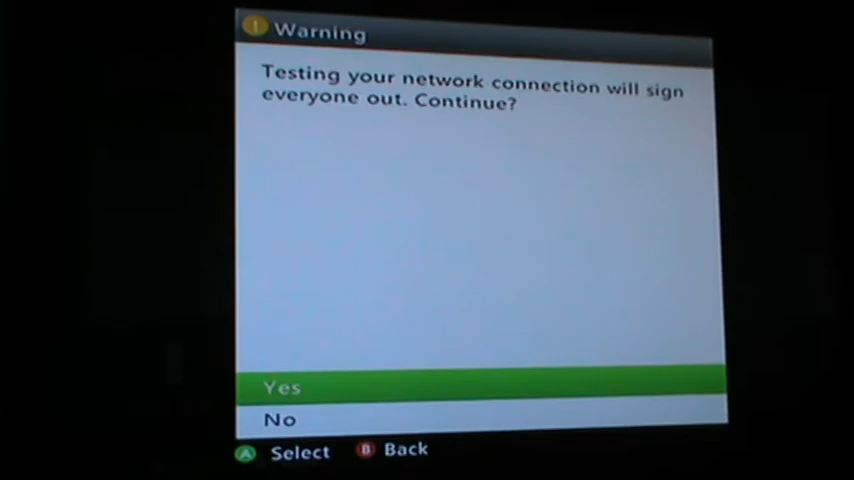 ! Warning
Testing your network connection will sign
everyone out. Continue?
Yes
No
A Select B Back